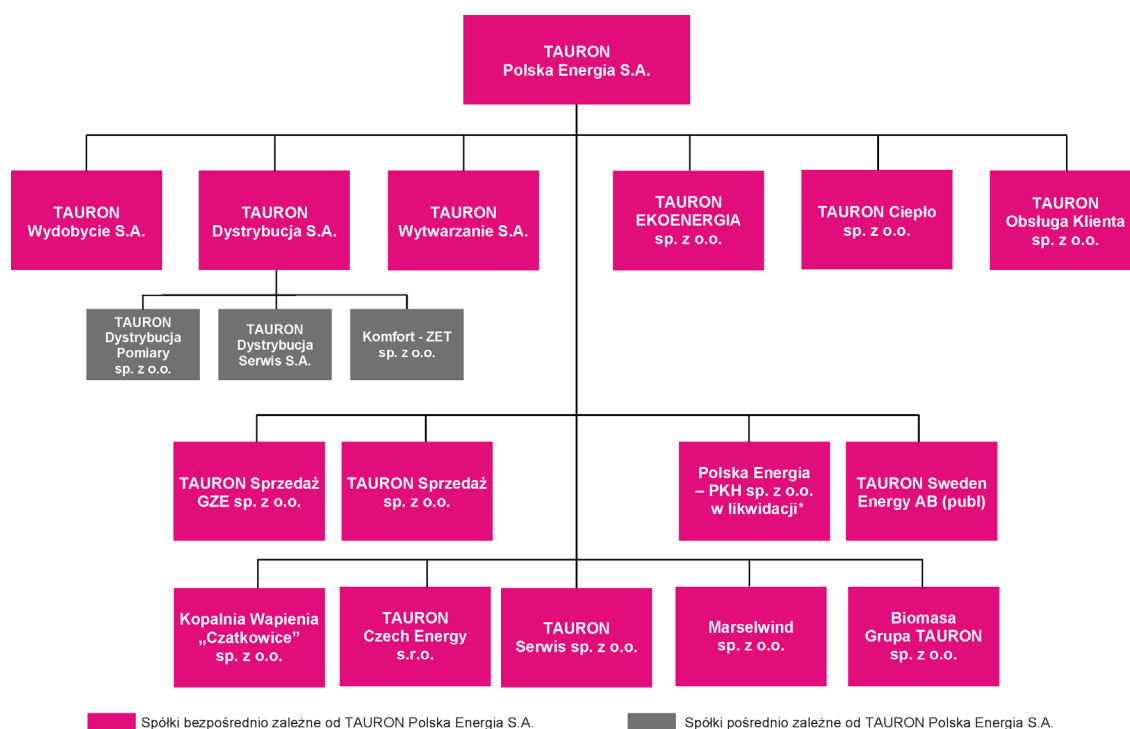 TAURON
Polska Energia S.A.
TAURON
Wydobycie S.A.
TAURON
Dystrybucja S.A.
TAURON
Wytwarzanie S.A.
TAURON
EKOENERGIA
sp. z o.o.
TAURON Ciepło
sp. z o.o.
TAURON
Obsługa Klienta
sp. z o.o.
TAURON
Dystrybucja
Pomiary
sp. z o.o.
TAURON
Dystrybucja
Serwis S.A.
Komfort - ZET
sp. z o.o.
TAURON Sprzedaż
GZE sp. z o.o.
TAURON Sprzedaż
sp. z o.o.
Polska Energia
– PKH sp. z o.o.
w likwidacji*
TAURON Sweden
Energy AB (publ)
Kopalnia Wapienia
„Czatkowice”
sp. z o.o.
TAURON
Czech Energy
s.r.o.
TAURON
Serwis sp. z o.o.
Marselwind
sp. z o.o.
Biomasa
Grupa TAURON
sp. z o.o.
Spółki bezpośrednio zależne od TAURON Polska Energia S.A.
Spółki pośrednio zależne od TAURON Polska Energia S.A.